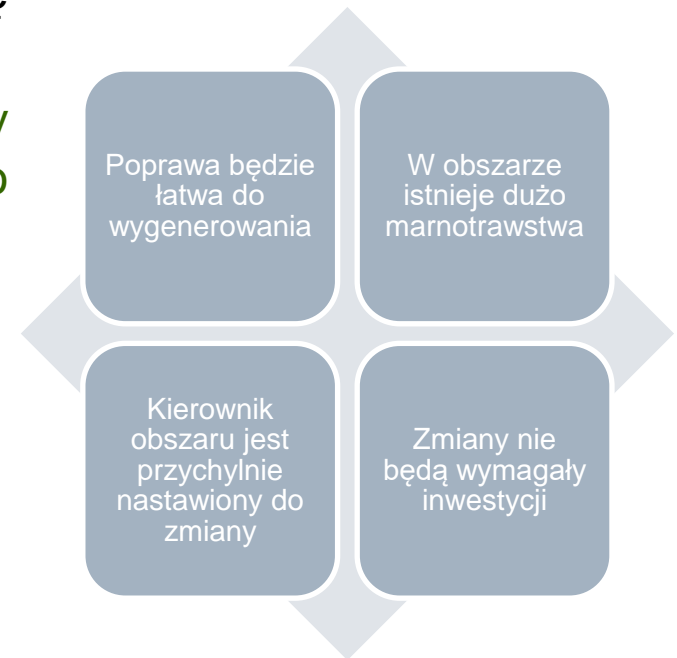 Poprawa będzie
łatwa do
wygenerowania
W obszarze
istnieje dużo
marnotrawstwa
Kierownik
obszaru jest
przychylnie
nastawiony do
zmiany
Zmiany nie
będą wymagały
inwestycji